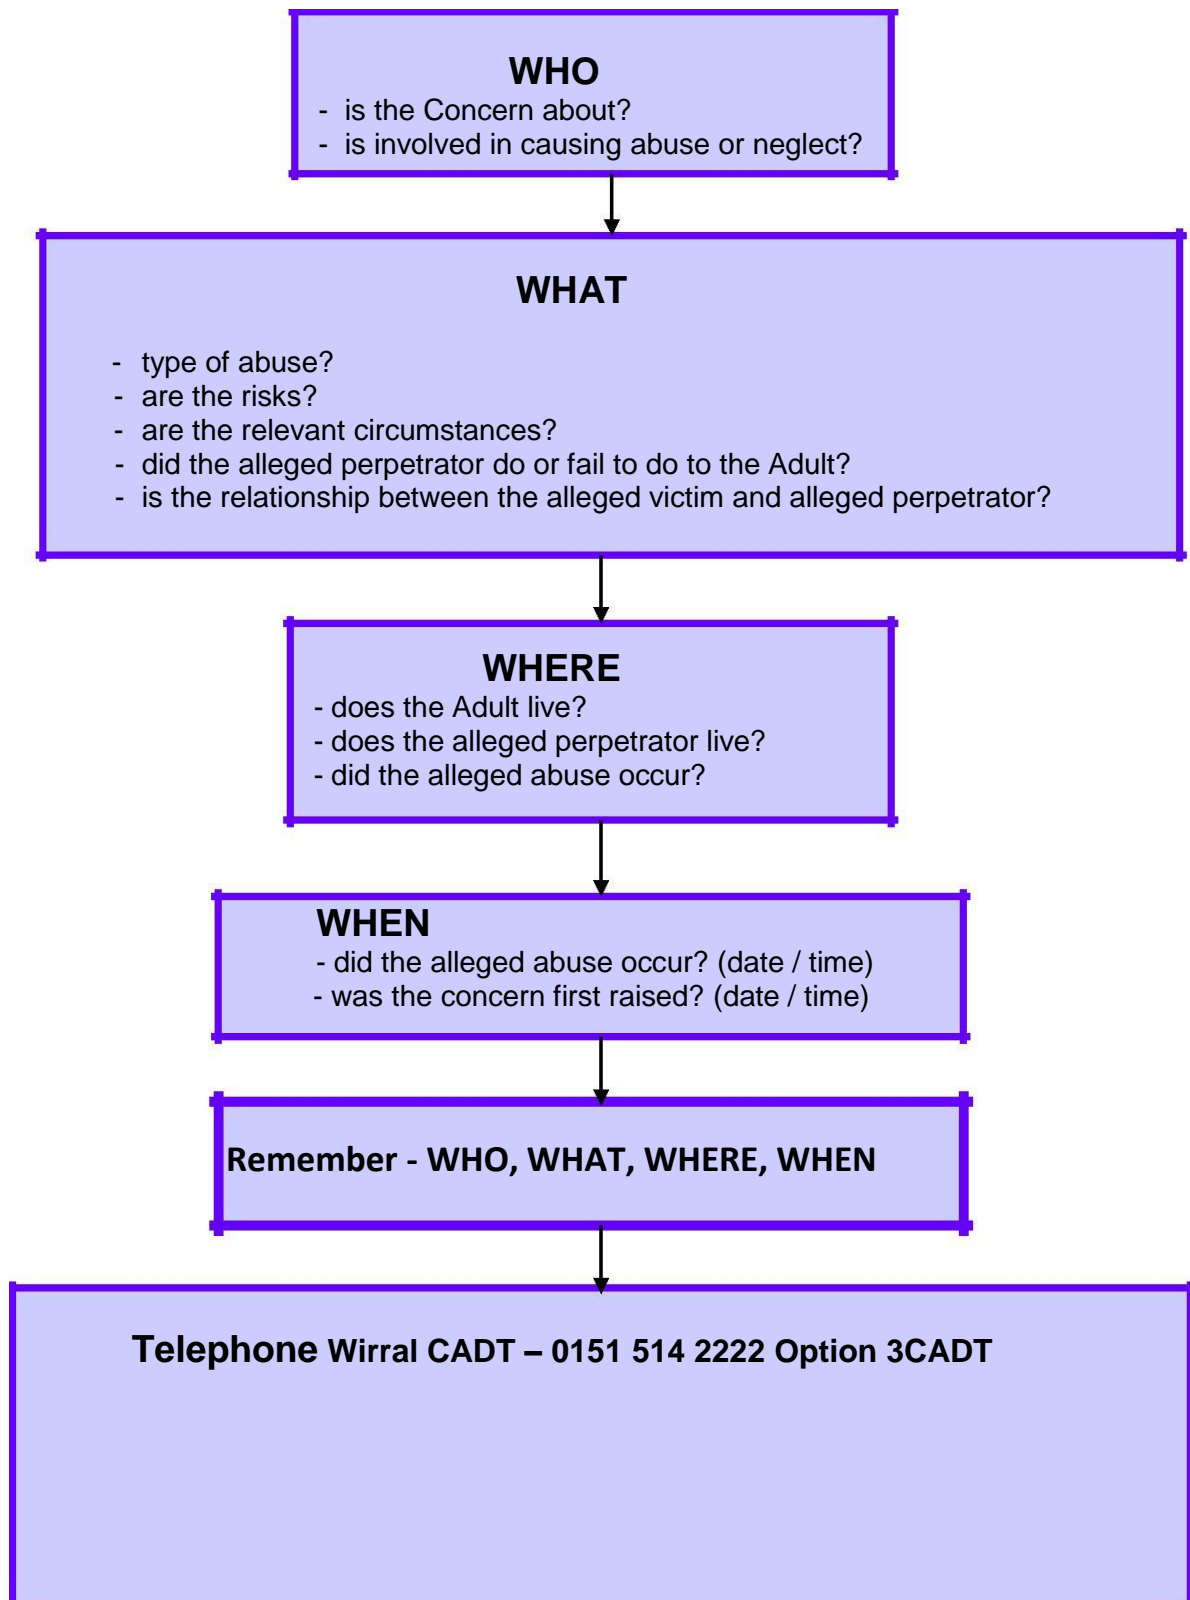 WHO
- is the Concern about?
- is involved in causing abuse or neglect?
WHAT
- type of abuse?
- are the risks?
- are the relevant circumstances?
- did the alleged perpetrator do or fail to do to the Adult?
- is the relationship between the alleged victim and alleged perpetrator?
WHERE
- does the Adult live?
- does the alleged perpetrator live?
- did the alleged abuse occur?
WHEN
- did the alleged abuse occur? (date / time)
- was the concern first raised? (date / time)
Remember - WHO, WHAT, WHERE, WHEN
Telephone Wirral CADT – 0151 514 2222 Option 3CADT